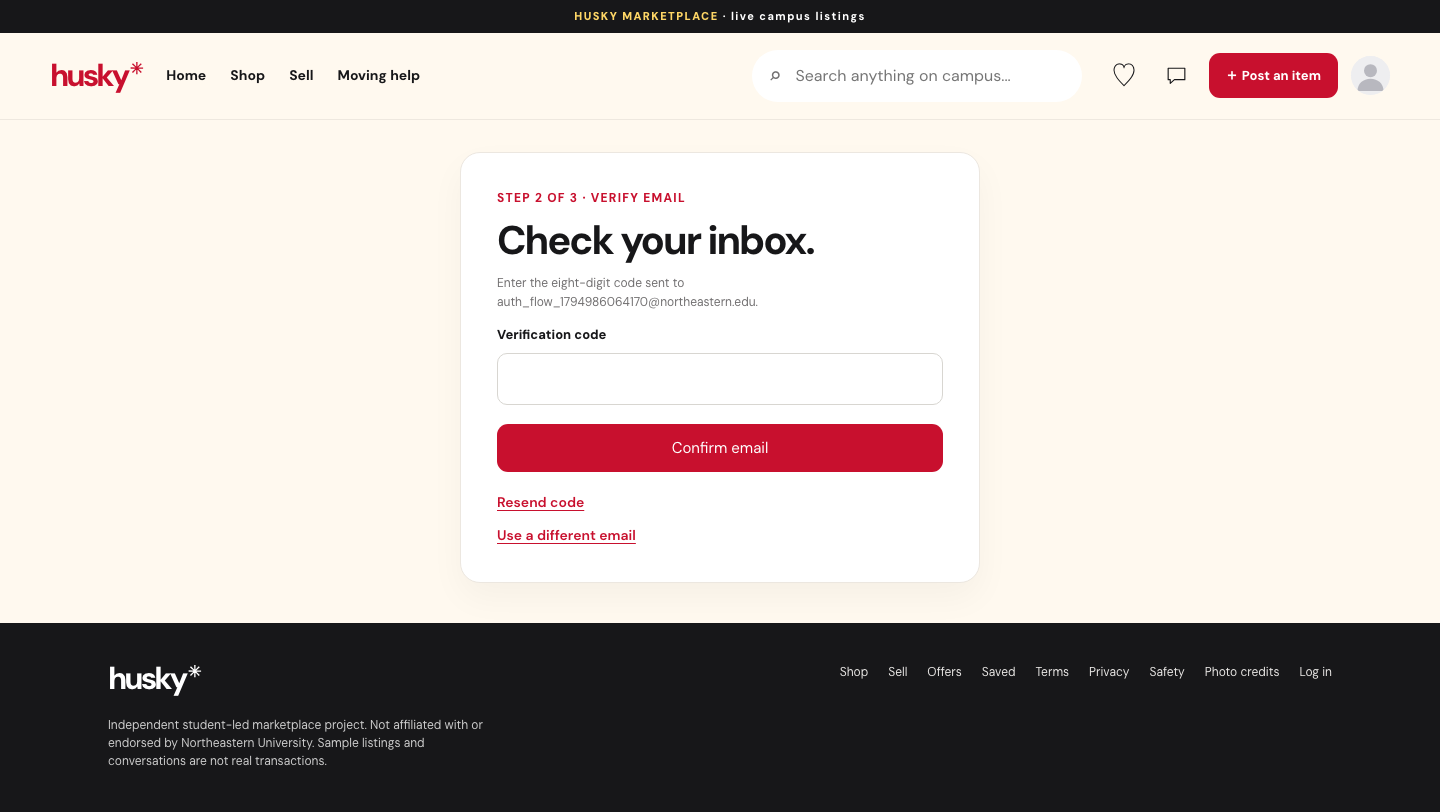 HUSKY MARKETPLACE · live campus listings
husky*
Home
Shop
Sell
Moving help
Search anything on campus...
+ Post an item
STEP 2 OF 3 · VERIFY EMAIL
Check your inbox.
Enter the eight-digit code sent to
auth_flow_1794986064170@northeastern.edu.
Verification code
Confirm email
Resend code
Use a different email
husky*
Shop
Sell
Offers
Saved
Terms
Privacy
Safety
Photo credits
Log in
Independent student-led marketplace project. Not affiliated with or
endorsed by Northeastern University. Sample listings and
conversations are not real transactions.